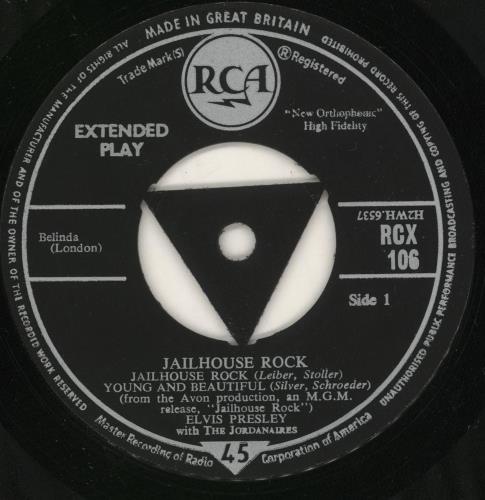 MADE IN GREAT BRITAIN
ALL RIGHTS OF THE MANUFACTURER AND OF THE OWNER OF THE RECORDED WORK RESERVED
UNAUTHORISED PUBLIC PERFORMANCE BROADCASTING AND COPYING OF THIS RECORD PROHIBITED
Trade Mark(S)
RCA
®Registered
EXTENDED
PLAY
"New Orthophonic"
High Fidelity
Belinda
(London)
H2WH.6537
RCX
106
Side 1
JAILHOUSE ROCK
JAILHOUSE ROCK (Leiber, Stoller)
YOUNG AND BEAUTIFUL (Silver, Schroeder)
(from the Avon production, an M.G.M.
release, "Jailhouse Rock")
ELVIS PRESLEY
with THE JORDANAIRES
Master Recording of Radio Corporation of America
45